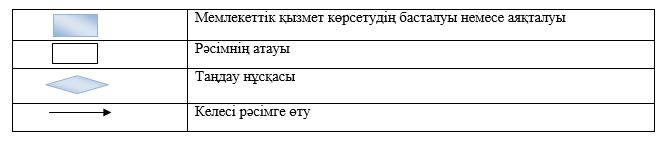 Мемлекеттік қызмет көрсетудің басталуы немесе аяқталуы
Рәсімнің атауы
Таңдау нұсқасы
Келесі рәсімге өту